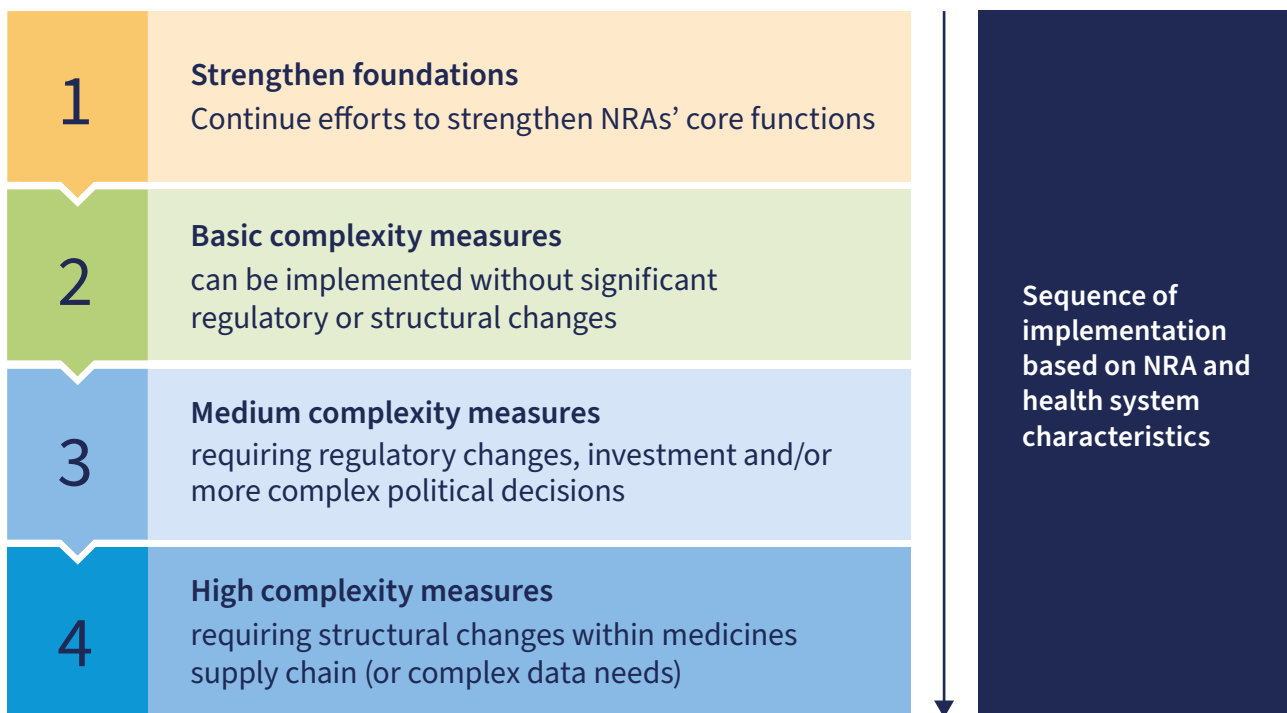 1
Strengthen foundations
Continue efforts to strengthen NRAs’ core functions
2
Basic complexity measures
can be implemented without significant
regulatory or structural changes
3
Medium complexity measures
requiring regulatory changes, investment and/or
more complex political decisions
4
High complexity measures
requiring structural changes within medicines
supply chain (or complex data needs)
Sequence of
implementation
based on NRA and
health system
characteristics